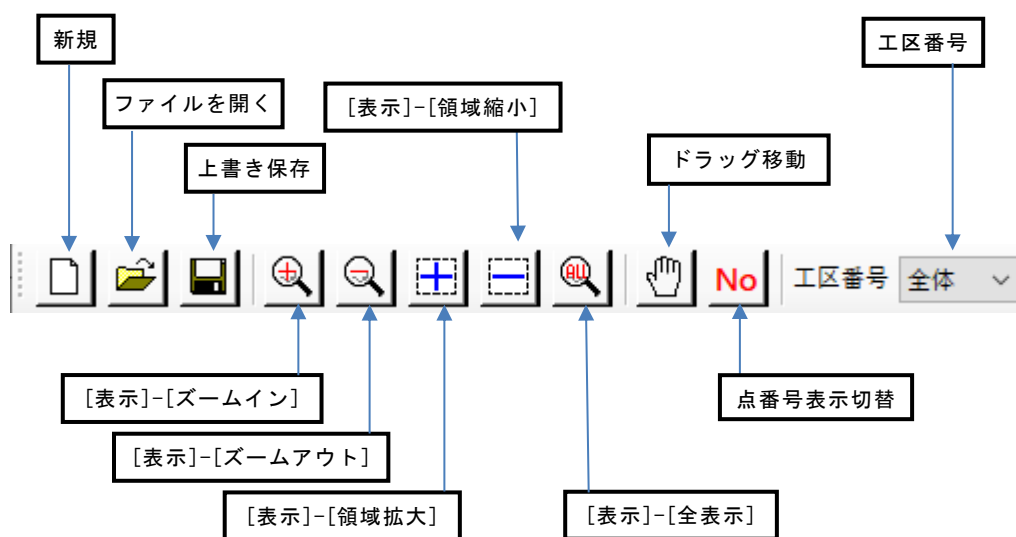 新規
工区番号
ファイルを開く
[表示]-[領域縮小]
上書き保存
ドラッグ移動
ALL
No
工区番号
全体
[表示]-[ズームイン]
点番号表示切替
[表示]-[ズームアウト]
[表示]-[領域拡大]
[表示]-[全表示]